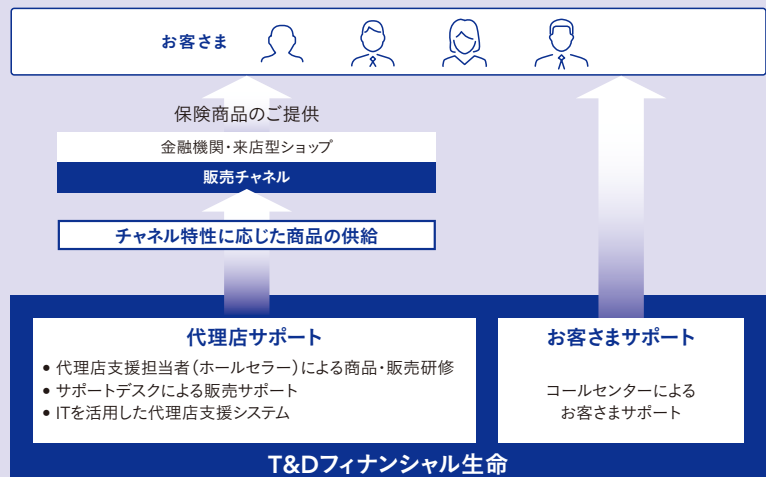 お客さま
保険商品のご提供
金融機関・来店型ショップ
販売チャネル
チャネル特性に応じた商品の供給
代理店サポート
• 代理店支援担当者（ホールセラー）による商品・販売研修
• サポートデスクによる販売サポート
• ITを活用した代理店支援システム
お客さまサポート
コールセンターによる
お客さまサポート
T&Dフィナンシャル生命